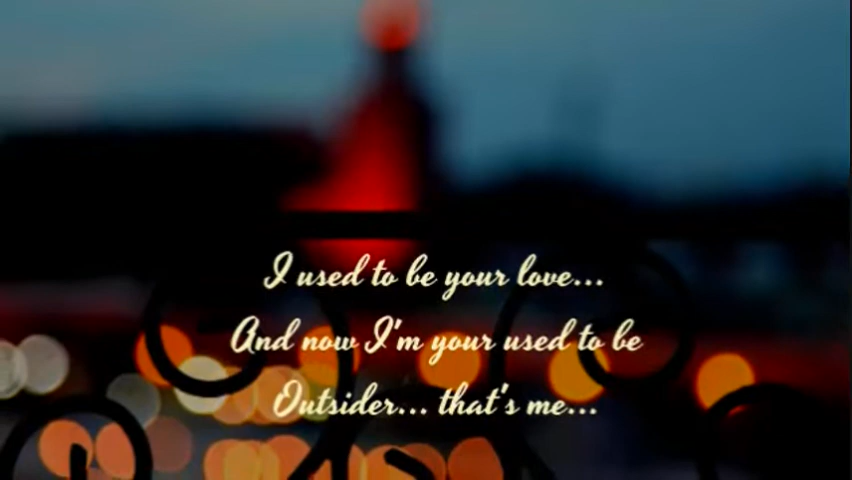 I used to be your love...
And now I'm your used to be
Outsider... that's me...